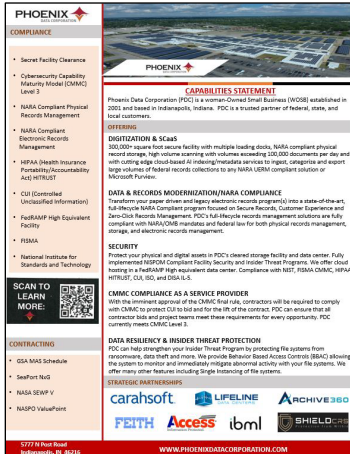 PHOENIX
DATA CORPORATION
COMPLIANCE
• Secret Facility Clearance
• Cybersecurity Capability
Maturity Model (CMMC)
Level 3
• NARA Compliant Physical
Records Management
• NARA Compliant
Electronic Records
Management
• HIPAA (Health Insurance
Portability/Accountability
Act) HITRUST
• CUI (Controlled
Unclassified Information)
• FedRAMP High Equivalent
Facility
• FISMA
• National Institute for
Standards and Technology
SCAN TO
LEARN
MORE:
CONTRACTING
• GSA MAS Schedule
• SeaPort NxG
• NASA SEWP V
• NASPO ValuePoint
5777 N Post Road
Indianapolis, IN 46216
PHOENIX
CAPABILITIES STATEMENT
Phoenix Data Corporation (PDC) is a woman-Owned Small Business (WOSB) established in
2001 and based in Indianapolis, Indiana. PDC is a trusted partner of federal, state, and
local customers.
OFFERING
DIGITIZATION & SCaaS
300,000+ square foot secure facility with multiple loading docks, NARA compliant physical
record storage, high volume scanning with volumes exceeding 100,000 documents per day and
with cutting edge cloud-based AI indexing/metadata services to ingest, categorize and export
large volumes of federal records collections to any NARA UERM compliant solution or
Microsoft Purview.
DATA & RECORDS MODERNIZATION/NARA COMPLIANCE
Transform your paper driven and legacy electronic records program(s) into a state-of-the-art,
full-lifecycle NARA Compliant program focused on Secure Records, Customer Experience and
Zero-Click Records Management. PDC's full-lifecycle records management solutions are fully
compliant with NARA/OMB mandates and federal law for both physical records management,
storage, and electronic records management.
SECURITY
Protect your physical and digital assets in PDC's cleared storage facility and data center. Fully
implemented NISPOM Compliant Facility Security and Insider Threat Programs. We offer cloud
hosting in a FedRAMP High equivalent data center. Compliance with NIST, FISMA CMMC, HIPAA
HITRUST, CUI, ISO, and DISA IL-5.
CMMC COMPLIANCE AS A SERVICE PROVIDER
With the imminent approval of the CMMC final rule, contractors will be required to comply
with CMMC to protect CUI to bid and for the lift of the contract. PDC can ensure that all
contractor bids and project teams meet these requirements for every opportunity. PDC
currently meets CMMC Level 3.
DATA RESILIENCY & INSIDER THREAT PROTECTION
PDC can help strengthen your Insider Threat Program by protecting file systems from
ransomware, data theft and more. We provide Behavior Based Access Controls (BBAC) allowing
the system to monitor and immediately mitigate abnormal activity with your file systems. We
offer many other features including Single Instancing of file systems.
STRATEGIC PARTNERSHIPS
carahsoft.
LIFELINE
DATA CENTERS
ARCHIVE360
FEITH
Access
ibml
SHIELDCRS
WWW.PHOENIXDATACORPORATION.COM